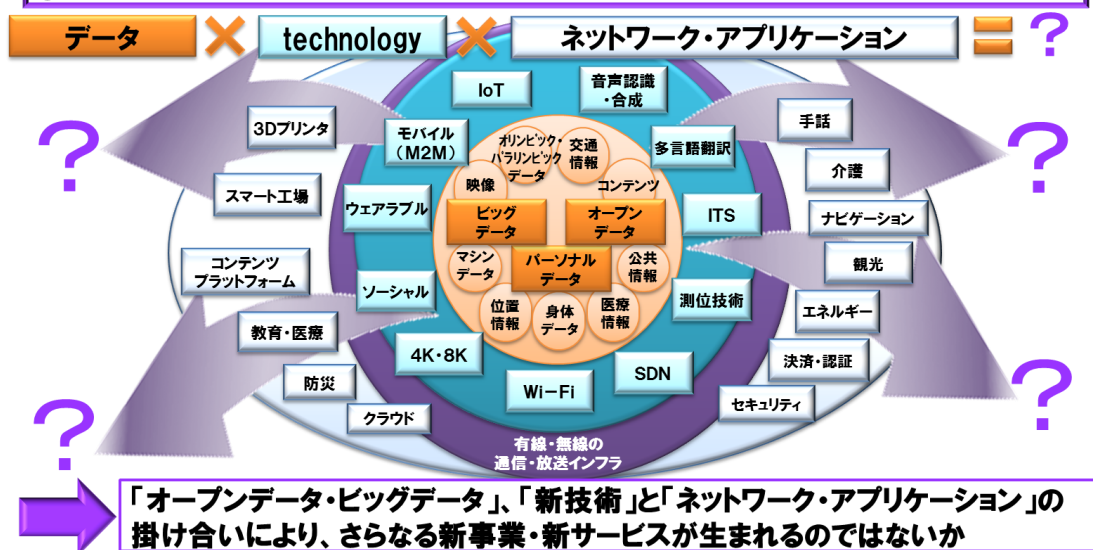 データ × technology × ネットワーク・アプリケーション = ?
IoT
音声認識
・合成
3Dプリンタ
モバイル
(M2M)
オリンピック・
パラリンピック
データ
交通
情報
多言語翻訳
手話
?
?
映像
コンテンツ
介護
スマート工場
ウェアラブル
ビッグ
データ
オープン
データ
ITS
ナビゲーション
コンテンツ
プラットフォーム
マシン
データ
パーソナル
データ
公共
情報
観光
ソーシャル
位置
情報
身体
データ
医療
情報
測位技術
エネルギー
教育・医療
4K・8K
Wi-Fi
SDN
決済・認証
防災
?
?
クラウド
セキュリティ
有線・無線の
通信・放送インフラ
「オープンデータ・ビッグデータ」、「新技術」と「ネットワーク・アプリケーション」の
掛け合いにより、さらなる新事業・新サービスが生まれるのではないか